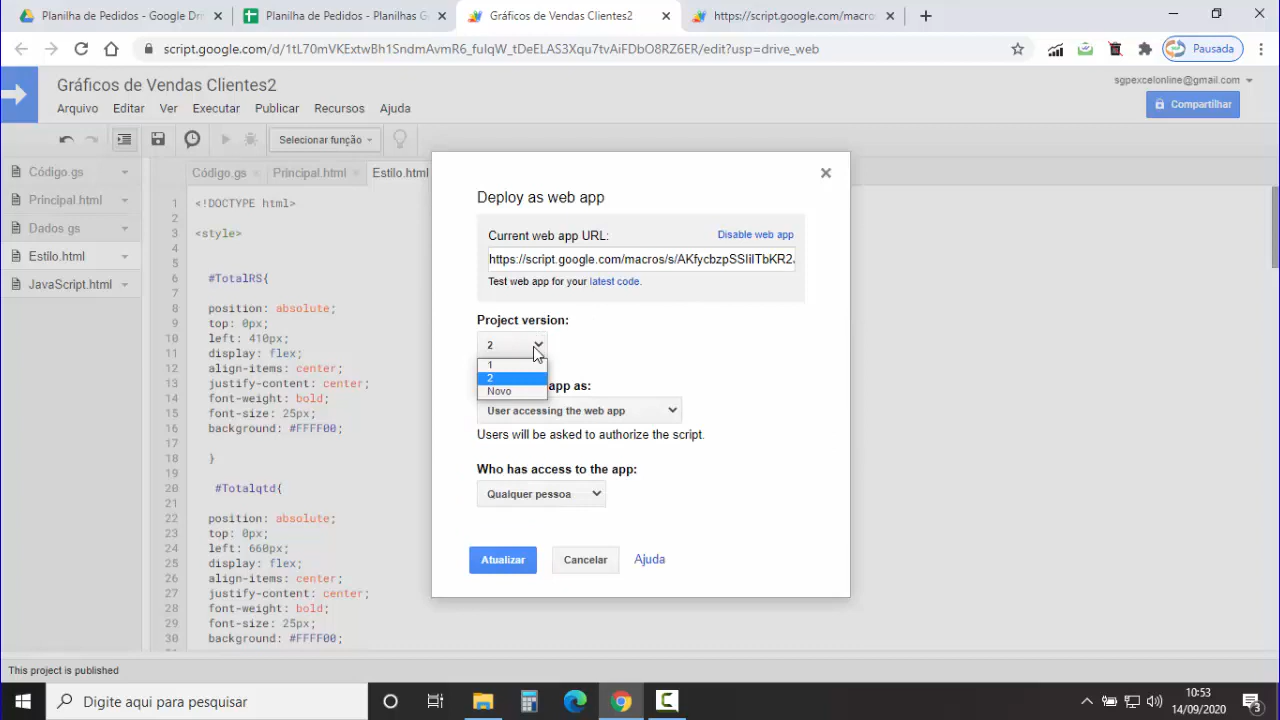 Planilha de Pedidos - Google Dri
Planilha de Pedidos - Planilhas G
Gráficos de Vendas Clientes2
https://script.google.com/macro
script.google.com/d/1tL70mVKExtwBh1SndmAvmR6_fulqW_tDeELAS3Xqu7tvAiFDbO8RZ6ER/edit?usp=drive_web
Pausada
Gráficos de Vendas Clientes2
sgpexcelonline@gmail.com
Arquivo Editar Ver Executar Publicar Recursos Ajuda
Compartilhar
Selecionar função
Código.gs
Principal.html
Dados gs
Estilo.html
JavaScript.html
Código.gs Principal.html Estilo.html
1 <!DOCTYPE html>
2
3 <style>
4
5
6 #TotalRS{
7
8 position: absolute;
9 top: 0px;
10 left: 410px;
11 display: flex;
12 align-items: center;
13 justify-content: center;
14 font-weight: bold;
15 font-size: 25px;
16 background: #FFFF00;
17
18 }
19
20 #Totalqtd{
21
22 position: absolute;
23 top: 0px;
24 left: 660px;
25 display: flex;
26 align-items: center;
27 justify-content: center;
28 font-weight: bold;
29 font-size: 25px;
30 background: #FFFF00;
Deploy as web app
Current web app URL:
Disable web app
Test web app for your latest code.
Project version:
2
1
2
Novo
app as:
User accessing the web app
Users will be asked to authorize the script.
Who has access to the app:
Qualquer pessoa
Atualizar
Cancelar
Ajuda
This project is published
Digite aqui para pesquisar
10:53
14/09/2020
3